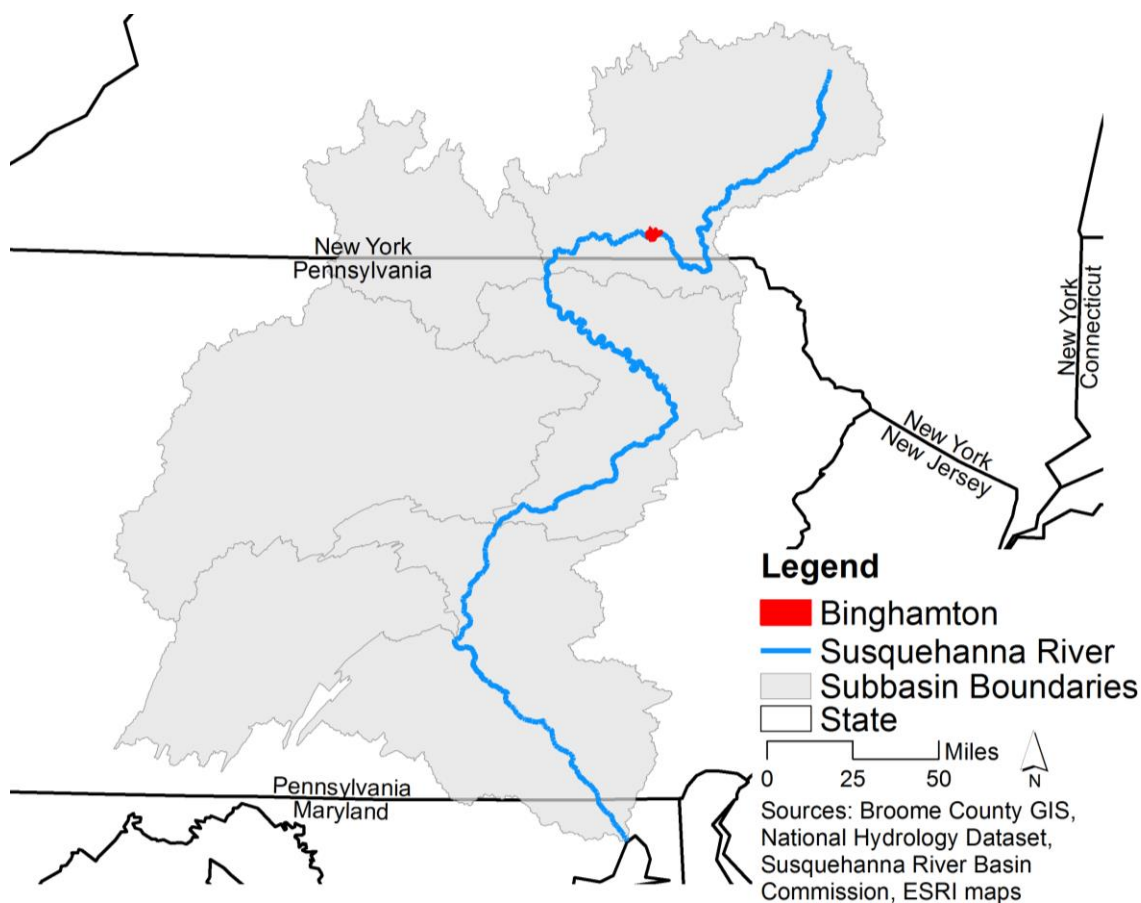 New York
Pennsylvania
New York
Connecticut
New York
New Jersey
Pennsylvania
Maryland
Legend
Binghamton
Susquehanna River
Subbasin Boundaries
State
Miles
0 25 50
N
Sources: Broome County GIS,
National Hydrology Dataset,
Susquehanna River Basin
Commission, ESRI maps